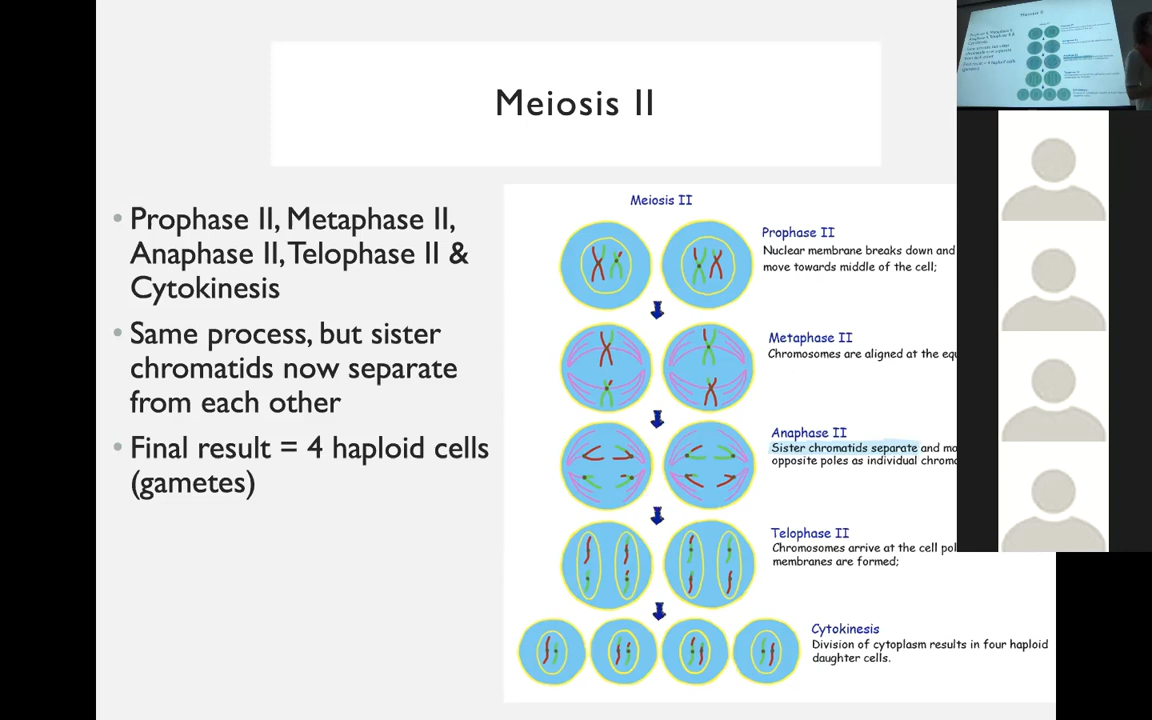 Meiosis II
• Prophase II, Metaphase II,
Anaphase II, Telophase II &
Cytokinesis
• Same process, but sister
chromatids now separate
from each other
• Final result = 4 haploid cells
(gametes)
Meiosis II
Prophase II
Nuclear membrane breaks down and
move towards middle of the cell;
Metaphase II
Chromosomes are aligned at the
Anaphase II
Sister chromatids separate and
opposite poles as individual
Telophase II
Chromosomes arrive at the cell
membranes are formed;
Cytokinesis
Division of cytoplasm results in four haploid
daughter cells.
Meiosis II